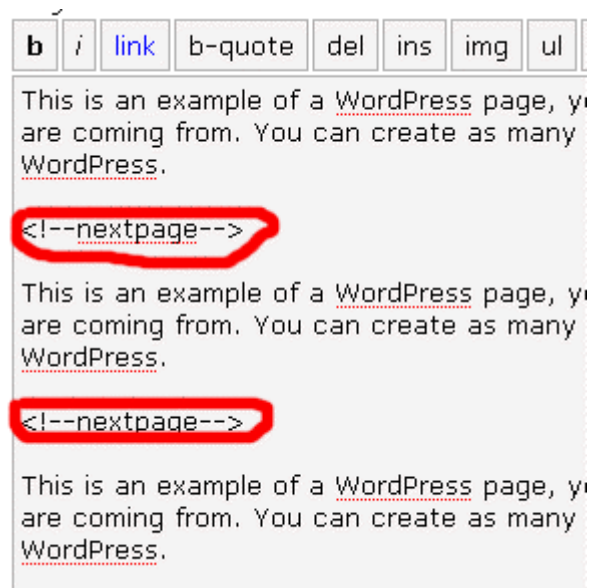 b i link b-quote del ins img ul
This is an example of a WordPress page, y
are coming from. You can create as many
WordPress.
<!--nextpage-->
This is an example of a WordPress page, y
are coming from. You can create as many
WordPress.
<!--nextpage-->
This is an example of a WordPress page, y
are coming from. You can create as many
WordPress.